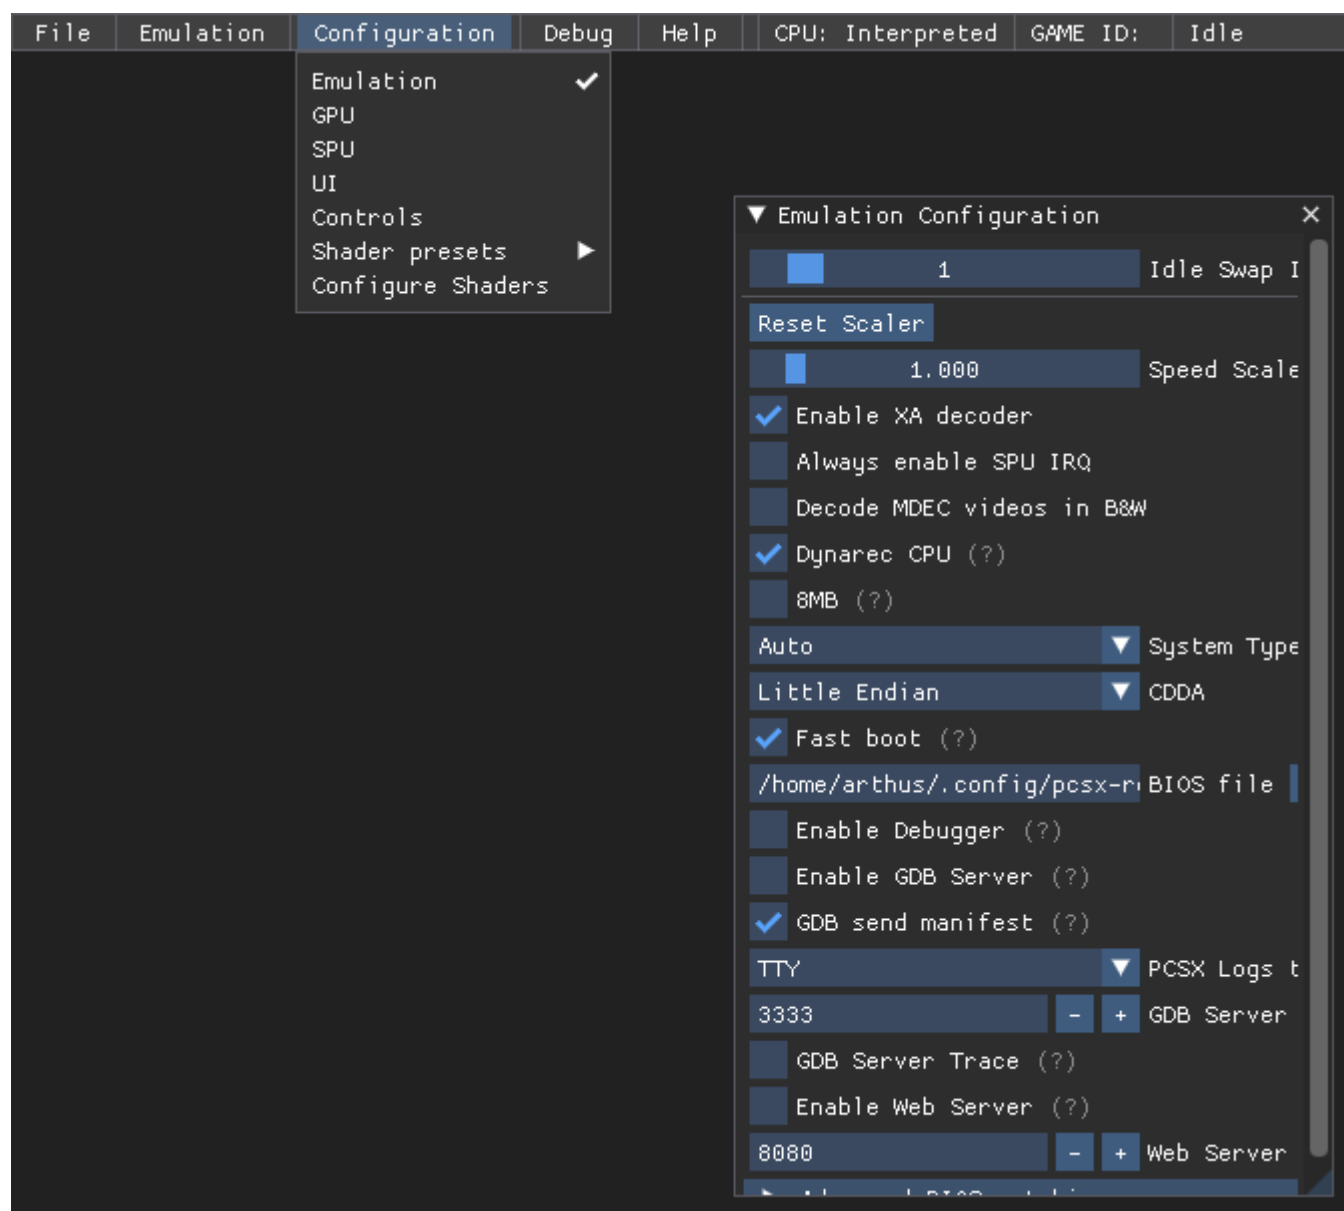 File Emulation Configuration Debug Help CPU: Interpreted GAME ID: Idle
Emulation
GPU
SPU
UI
Controls
Shader presets
Configure Shaders
Emulation Configuration
1 Idle Swap I
Reset Scaler
1.000 Speed Scale
Enable XA decoder
Always enable SPU IRQ
Decode MDEC videos in B&W
Dynarec CPU (?)
8MB (?)
Auto System Type
Little Endian CDDA
Fast boot (?)
/home/arthus/.config/pcsx-r BIOS file
Enable Debugger (?)
Enable GDB Server (?)
GDB send manifest (?)
TTY PCSX Logs t
3333 - + GDB Server
GDB Server Trace (?)
Enable Web Server (?)
8080 - + Web Server